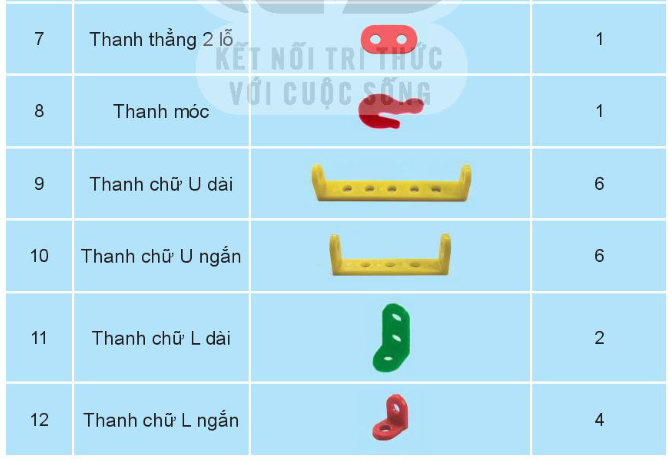 7 Thanh thẳng 2 lỗ 1
KẾT NỐI TRI THỨC
VỚI CUỘC SỐNG
8 Thanh móc 1
9 Thanh chữ U dài 6
10 Thanh chữ U ngắn 6
11 Thanh chữ L dài 2
12 Thanh chữ L ngắn 4